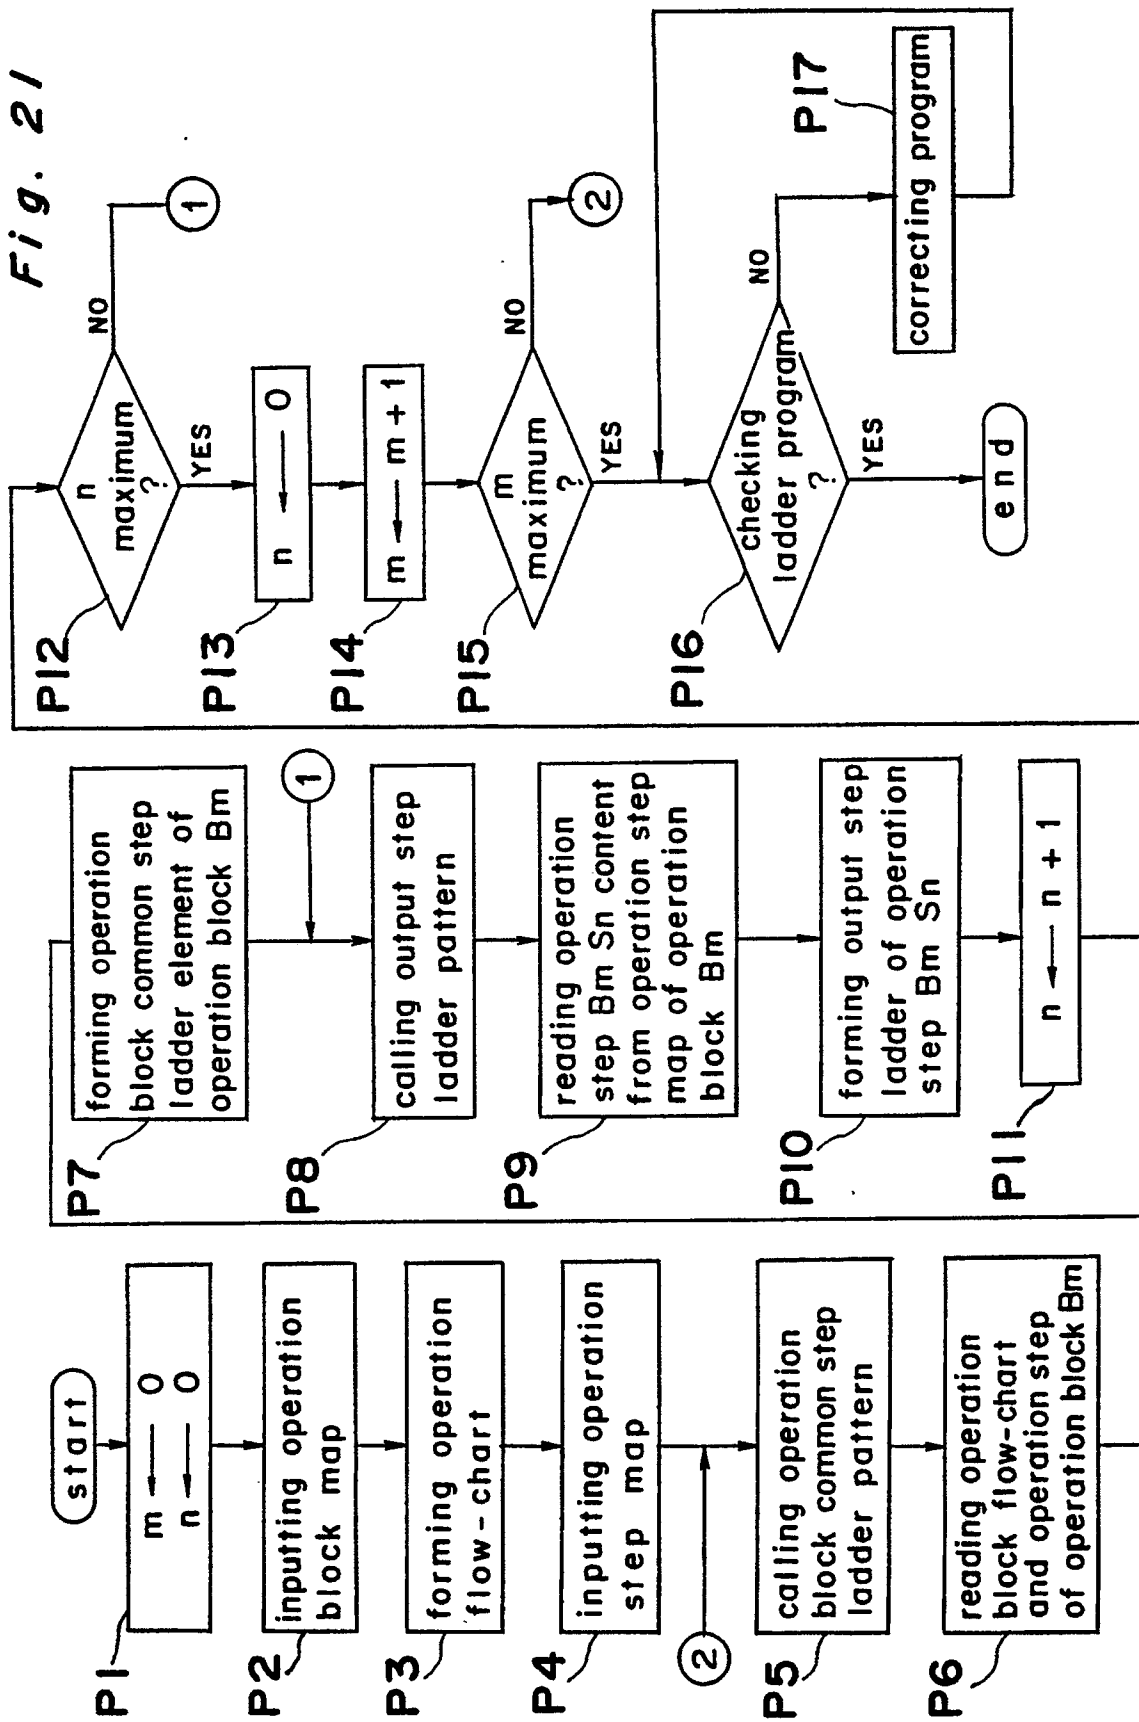 Fig. 21
start
P1
m ← 0
n ← 0
P2
inputting operation
block map
P3
forming operation
flow-chart
P4
inputting operation
step map
2
P5
calling operation
block common step
ladder pattern
P6
reading operation
block flow-chart
and operation step
of operation block Bm
P7
forming operation
block common step
ladder element of
operation block Bm
1
P8
calling output step
ladder pattern
P9
reading operation
step Bm Sn content
from operation step
map of operation
block Bm
P10
forming output step
ladder of operation
step Bm Sn
P11
n ← n + 1
P12
n
maximum
?
NO
1
YES
P13
n ← 0
P14
m ← m + 1
P15
m
maximum
?
NO
2
YES
P16
checking
ladder program
?
NO
P17
correcting program
YES
end